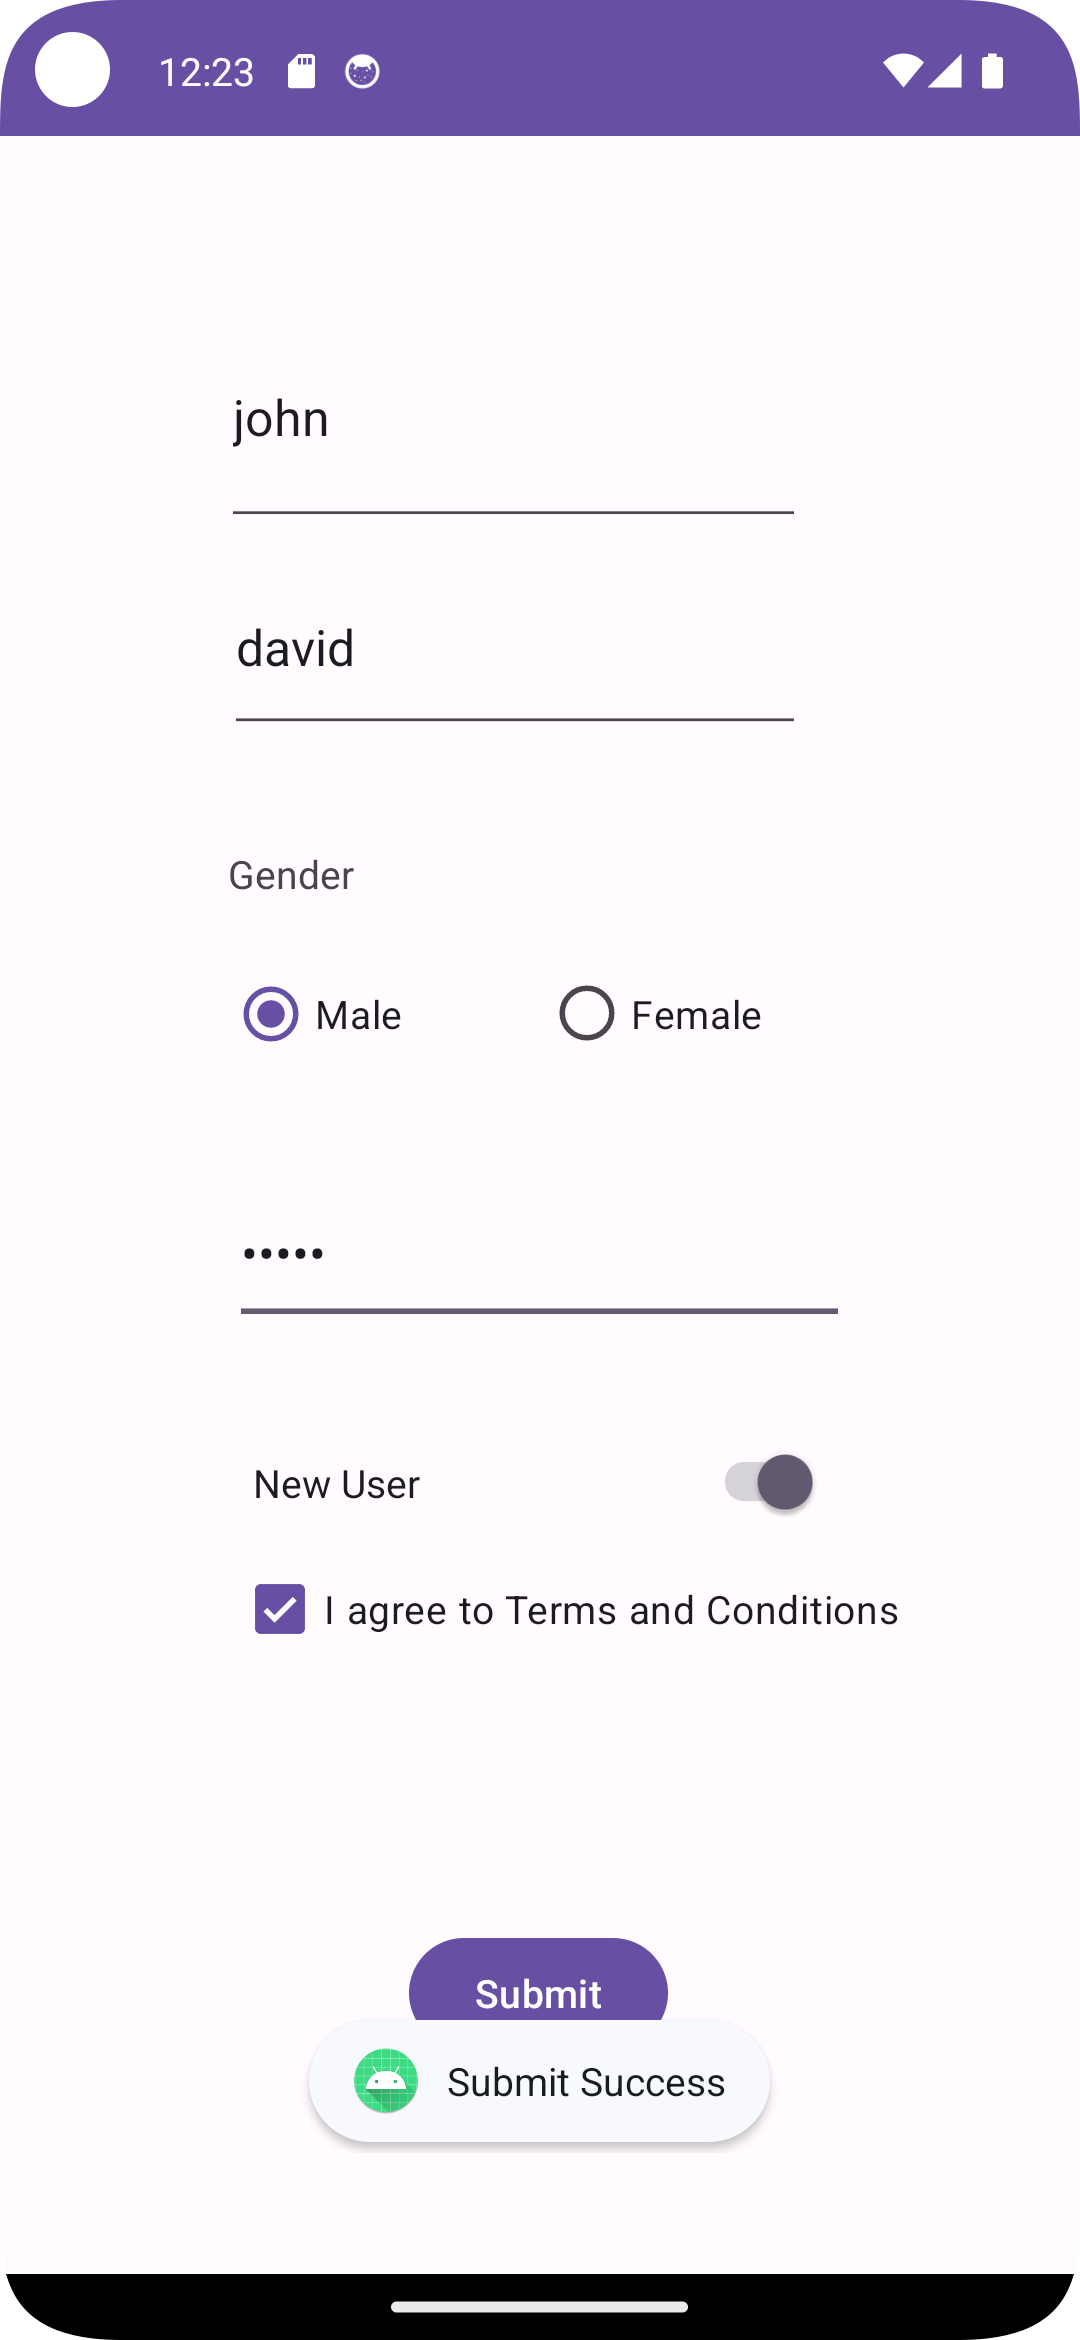 12:23
john
david
Gender
Male Female
•••••
New User
I agree to Terms and Conditions
Submit
Submit Success